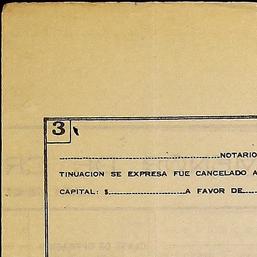 3
NOTARIO
TINUACION SE EXPRESA FUE CANCELADO A
CAPITAL: $ A FAVOR DE